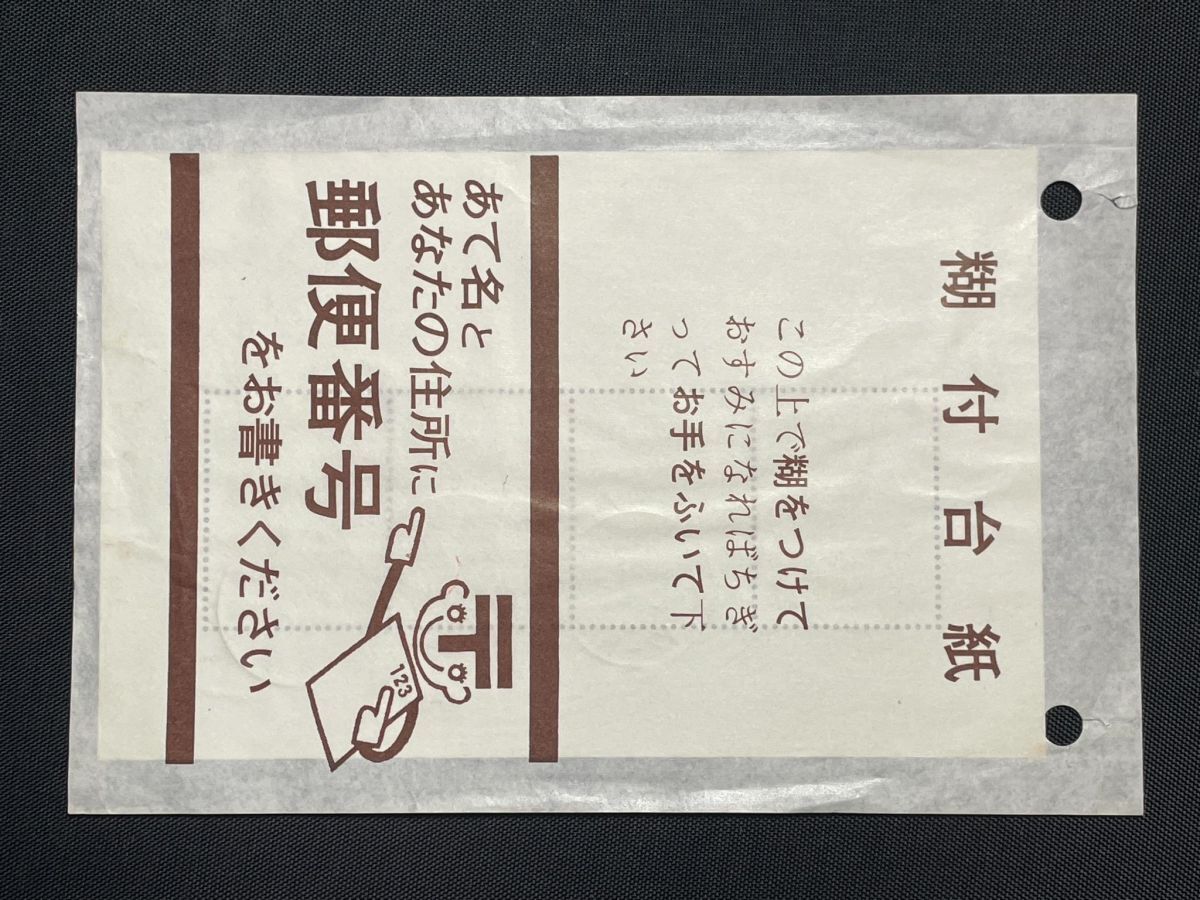 糊付台紙
この上で糊をつけて
おすみになればちぎ
ってお手をふいて下
さい
あて名と
あなたの住所に
郵便番号
をお書きください
〒
123